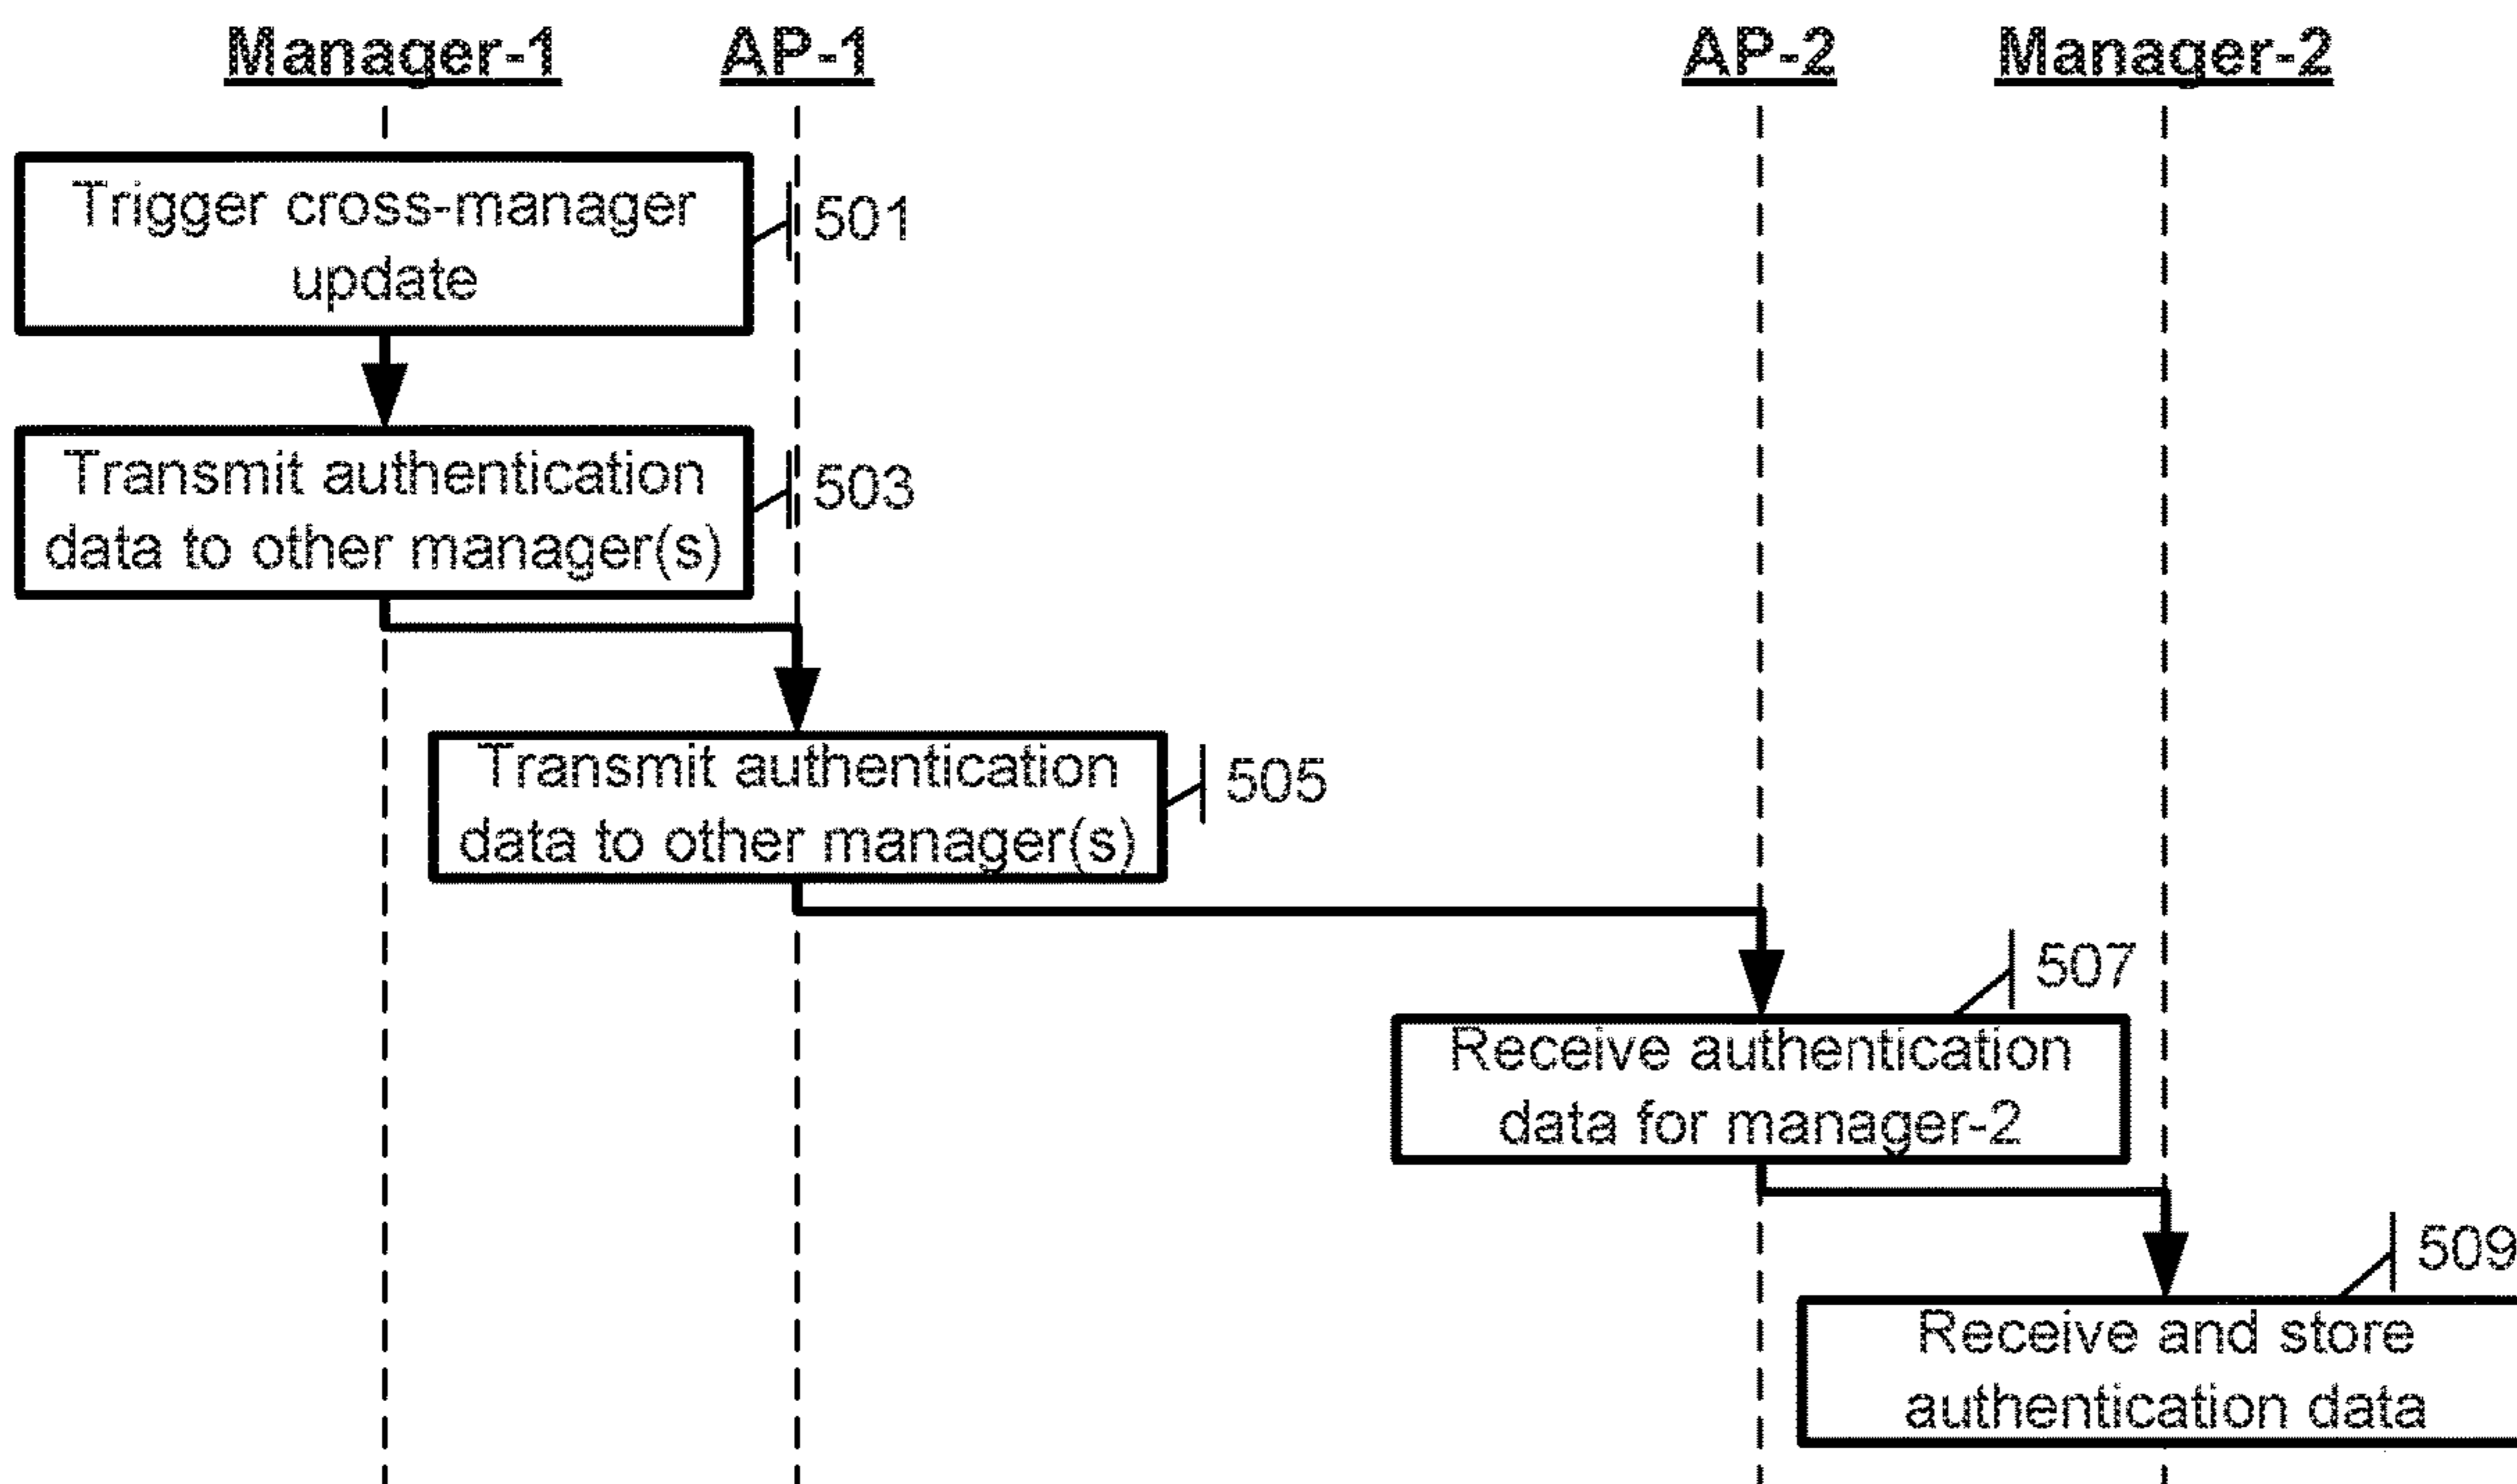 Manager-1 AP-1 AP-2 Manager-2
Trigger cross-manager
update
501
Transmit authentication
data to other manager(s)
503
Transmit authentication
data to other manager(s)
505
507
Receive authentication
data for manager-2
509
Receive and store
authentication data